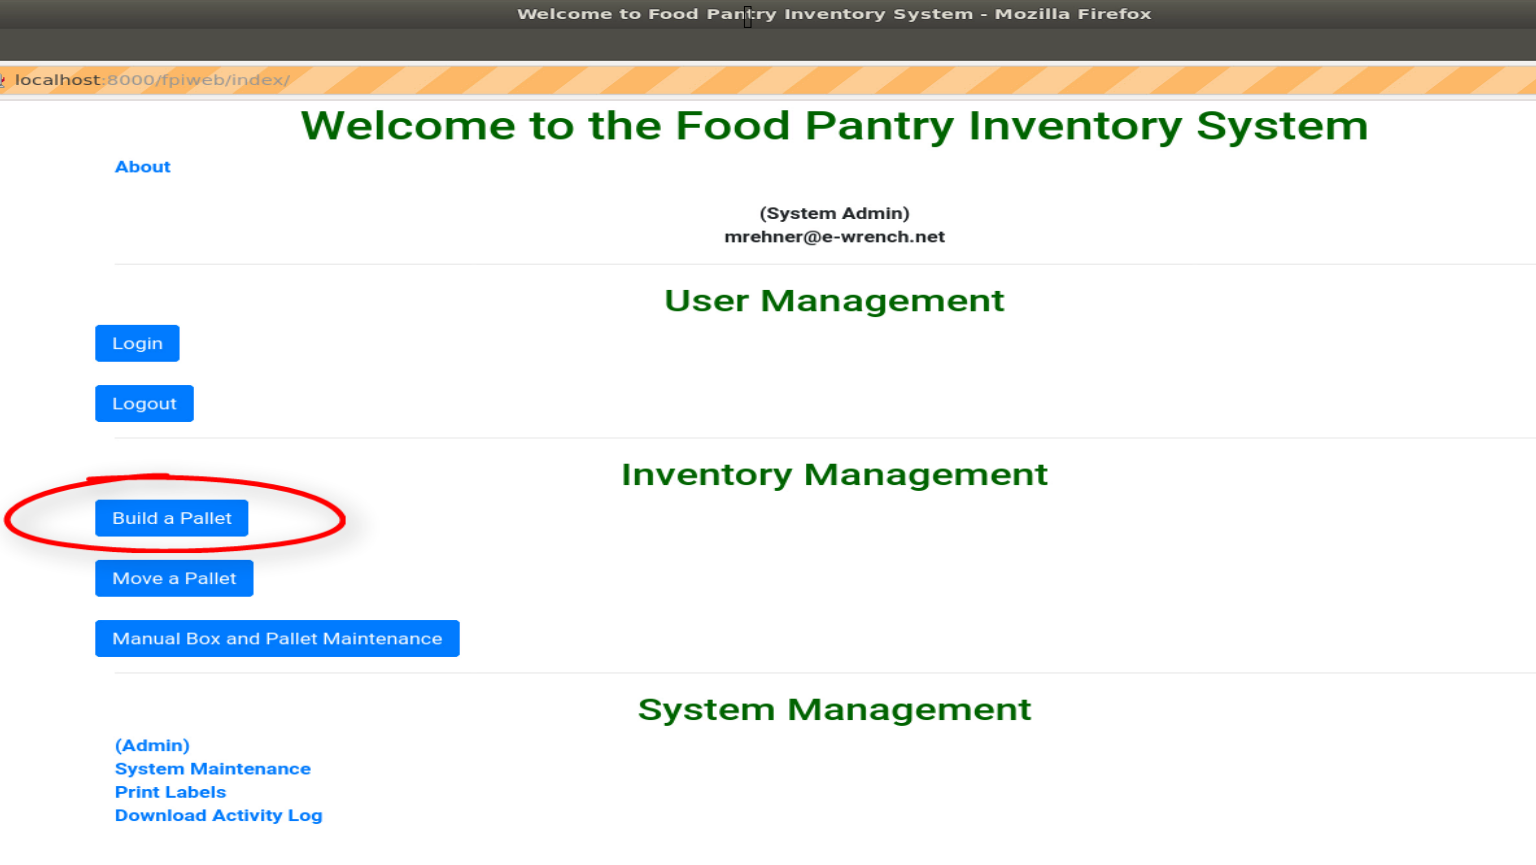 Welcome to Food Pantry Inventory System - Mozilla Firefox
localhost:8000/fpiweb/index/
Welcome to the Food Pantry Inventory System
About
(System Admin)
mrehner@e-wrench.net
User Management
Login
Logout
Inventory Management
Build a Pallet
Move a Pallet
Manual Box and Pallet Maintenance
System Management
(Admin)
System Maintenance
Print Labels
Download Activity Log